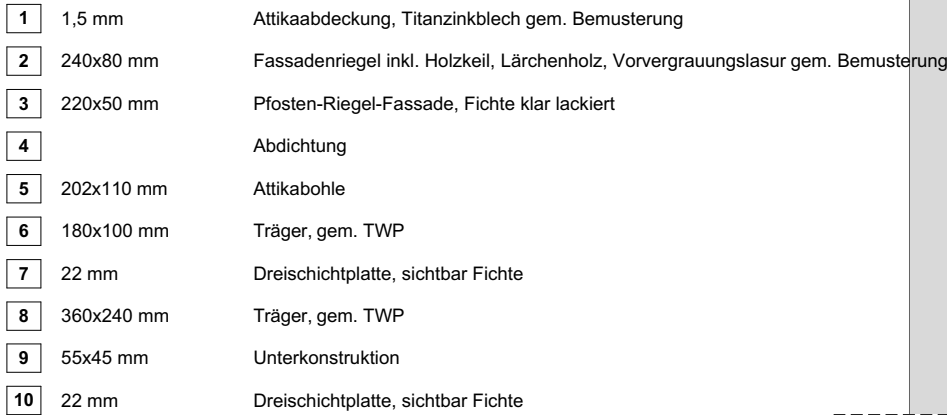 1 1,5 mm Attikaabdeckung, Titanzinkblech gem. Bemusterung
2 240x80 mm Fassadenriegel inkl. Holzkeil, Lärchenholz, Vorvergrauungslasur gem. Bemusterung
3 220x50 mm Pfosten-Riegel-Fassade, Fichte klar lackiert
4 Abdichtung
5 202x110 mm Attikabohle
6 180x100 mm Träger, gem. TWP
7 22 mm Dreischichtplatte, sichtbar Fichte
8 360x240 mm Träger, gem. TWP
9 55x45 mm Unterkonstruktion
10 22 mm Dreischichtplatte, sichtbar Fichte